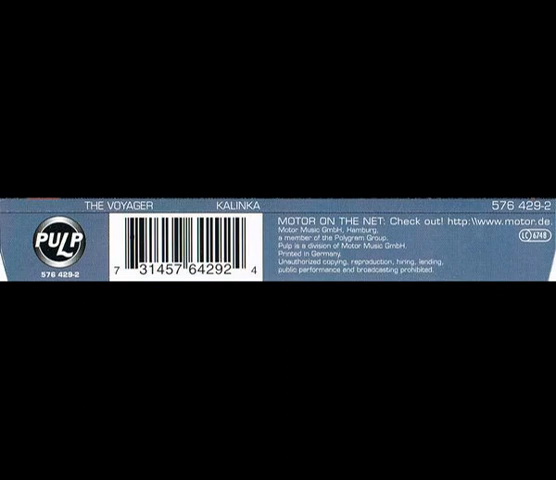 THE VOYAGER KALINKA 576 429-2
PULP
576 429-2
7 31457 64292 4
MOTOR ON THE NET: Check out! http:\\www.motor.de
Motor Music GmbH, Hamburg,
a member of the Polygram Group.
Pulp is a division of Motor Music GmbH.
Printed in Germany.
Unauthorized copying, reproduction, hiring, lending,
public performance and broadcasting prohibited.
LC 6748